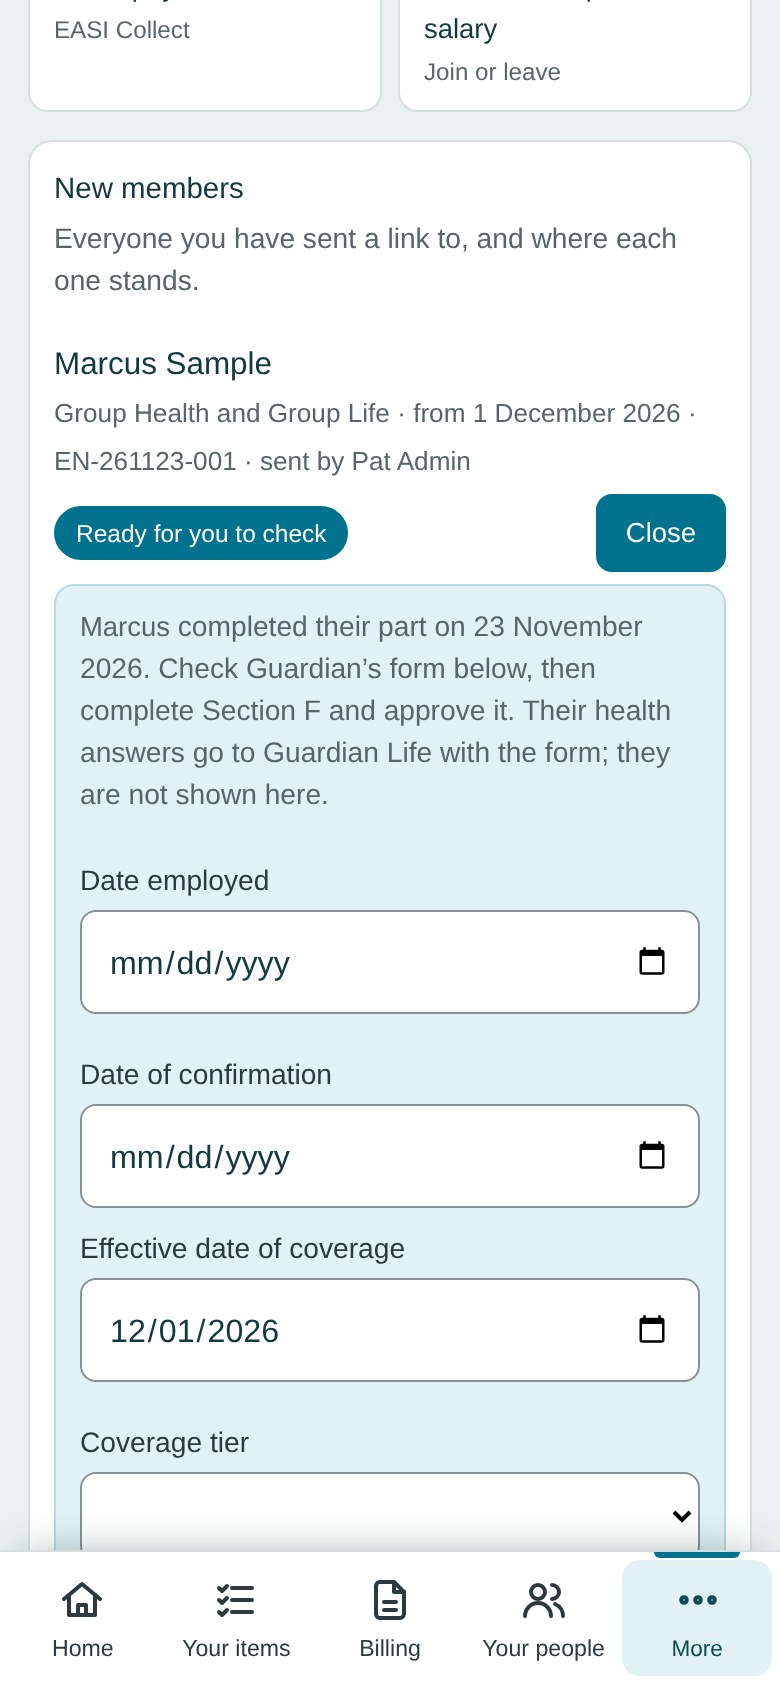 EASI Collect
salary
Join or leave
New members
Everyone you have sent a link to, and where each
one stands.
Marcus Sample
Group Health and Group Life · from 1 December 2026 ·
EN-261123-001 · sent by Pat Admin
Ready for you to check
Close
Marcus completed their part on 23 November
2026. Check Guardian’s form below, then
complete Section F and approve it. Their health
answers go to Guardian Life with the form; they
are not shown here.
Date employed
mm/dd/yyyy
Date of confirmation
mm/dd/yyyy
Effective date of coverage
12/01/2026
Coverage tier
Home
Your items
Billing
Your people
More